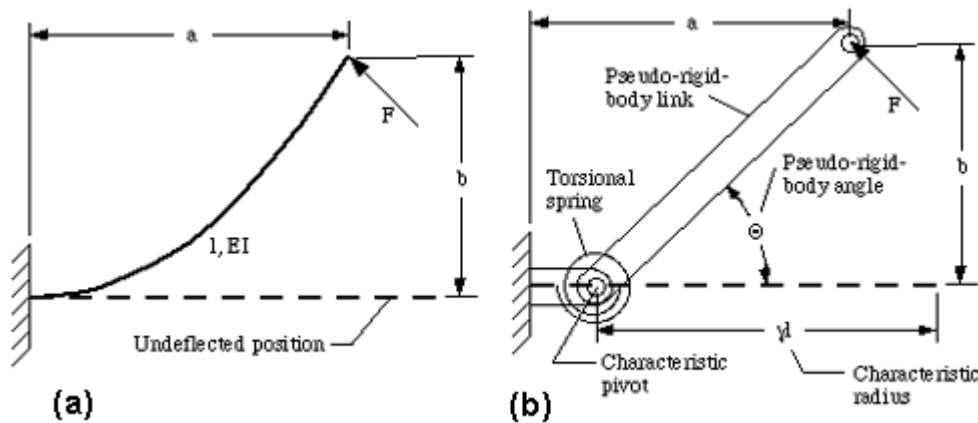 a
F
b
l, EI
Undeflected position
(a)
a
Pseudo-rigid-
body link
F
Pseudo-rigid-
body angle
b
Torsional
spring
Θ
γl
Characteristic
pivot
Characteristic
radius
(b)